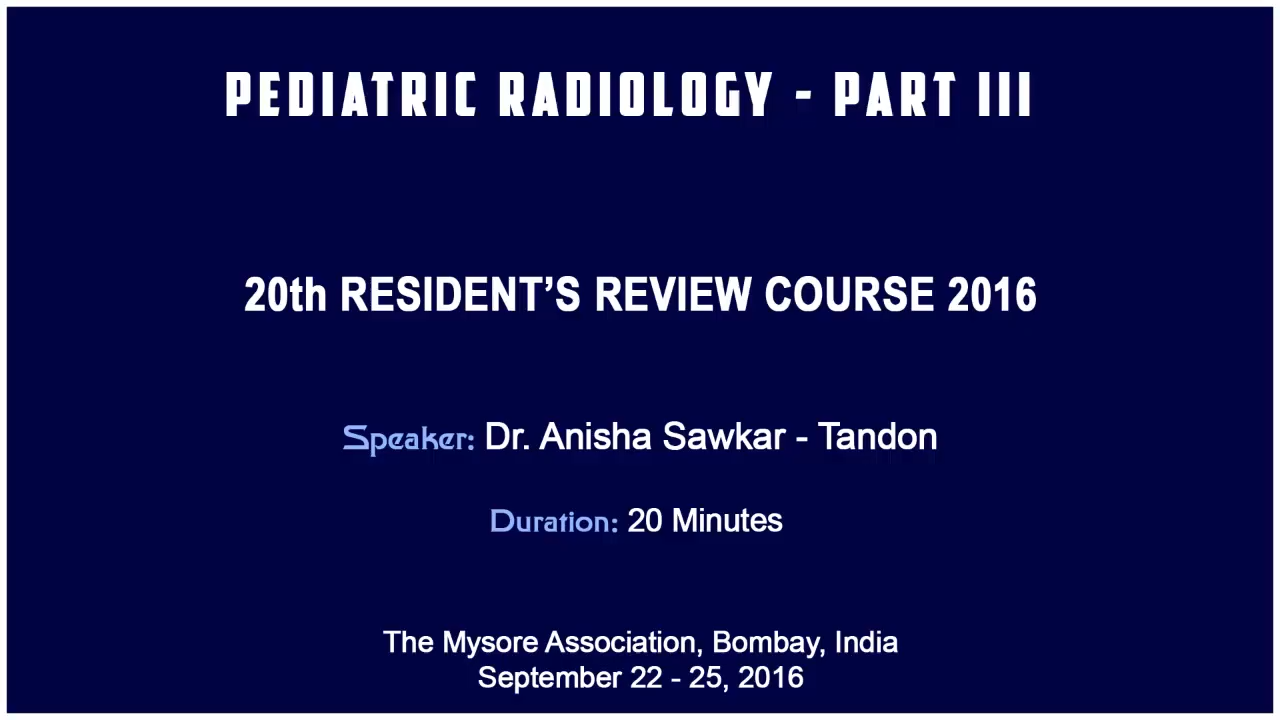 PEDIATRIC RADIOLOGY - PART III
20th RESIDENT'S REVIEW COURSE 2016
Speaker: Dr. Anisha Sawkar - Tandon
Duration: 20 Minutes
The Mysore Association, Bombay, India
September 22 - 25, 2016